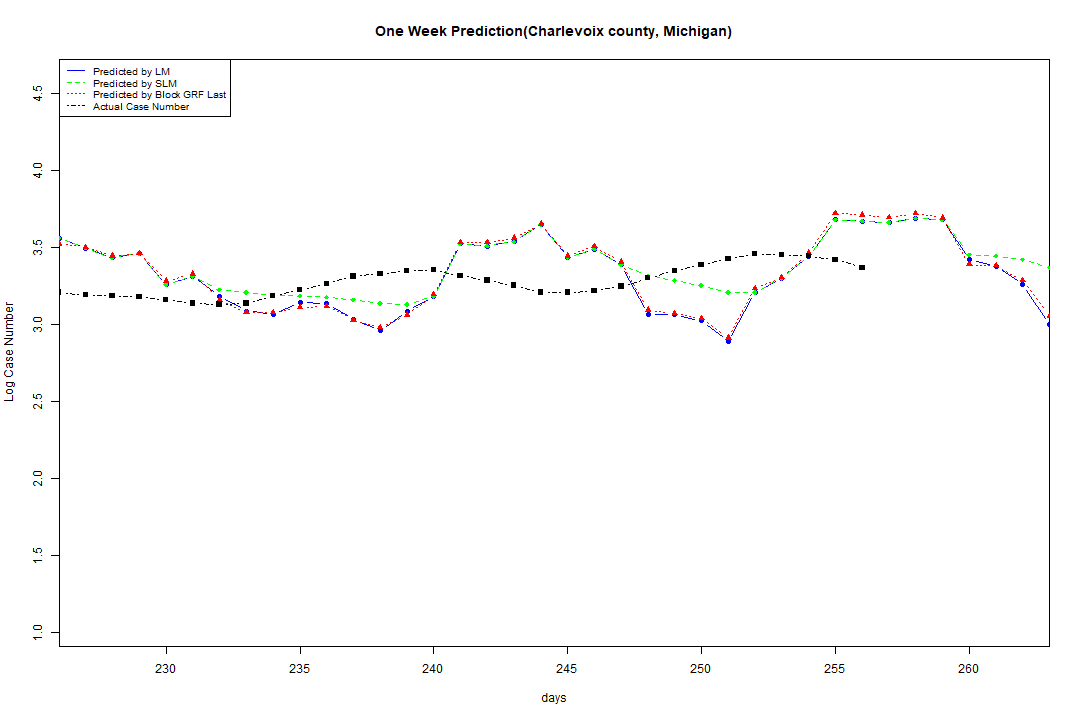 One Week Prediction(Charlevoix county, Michigan)
Predicted by LM
Predicted by SLM
Predicted by Block GRF Last
Actual Case Number
4.5
4.0
3.5
3.0
2.5
2.0
1.5
1.0
Log Case Number
230 235 240 245 250 255 260
days